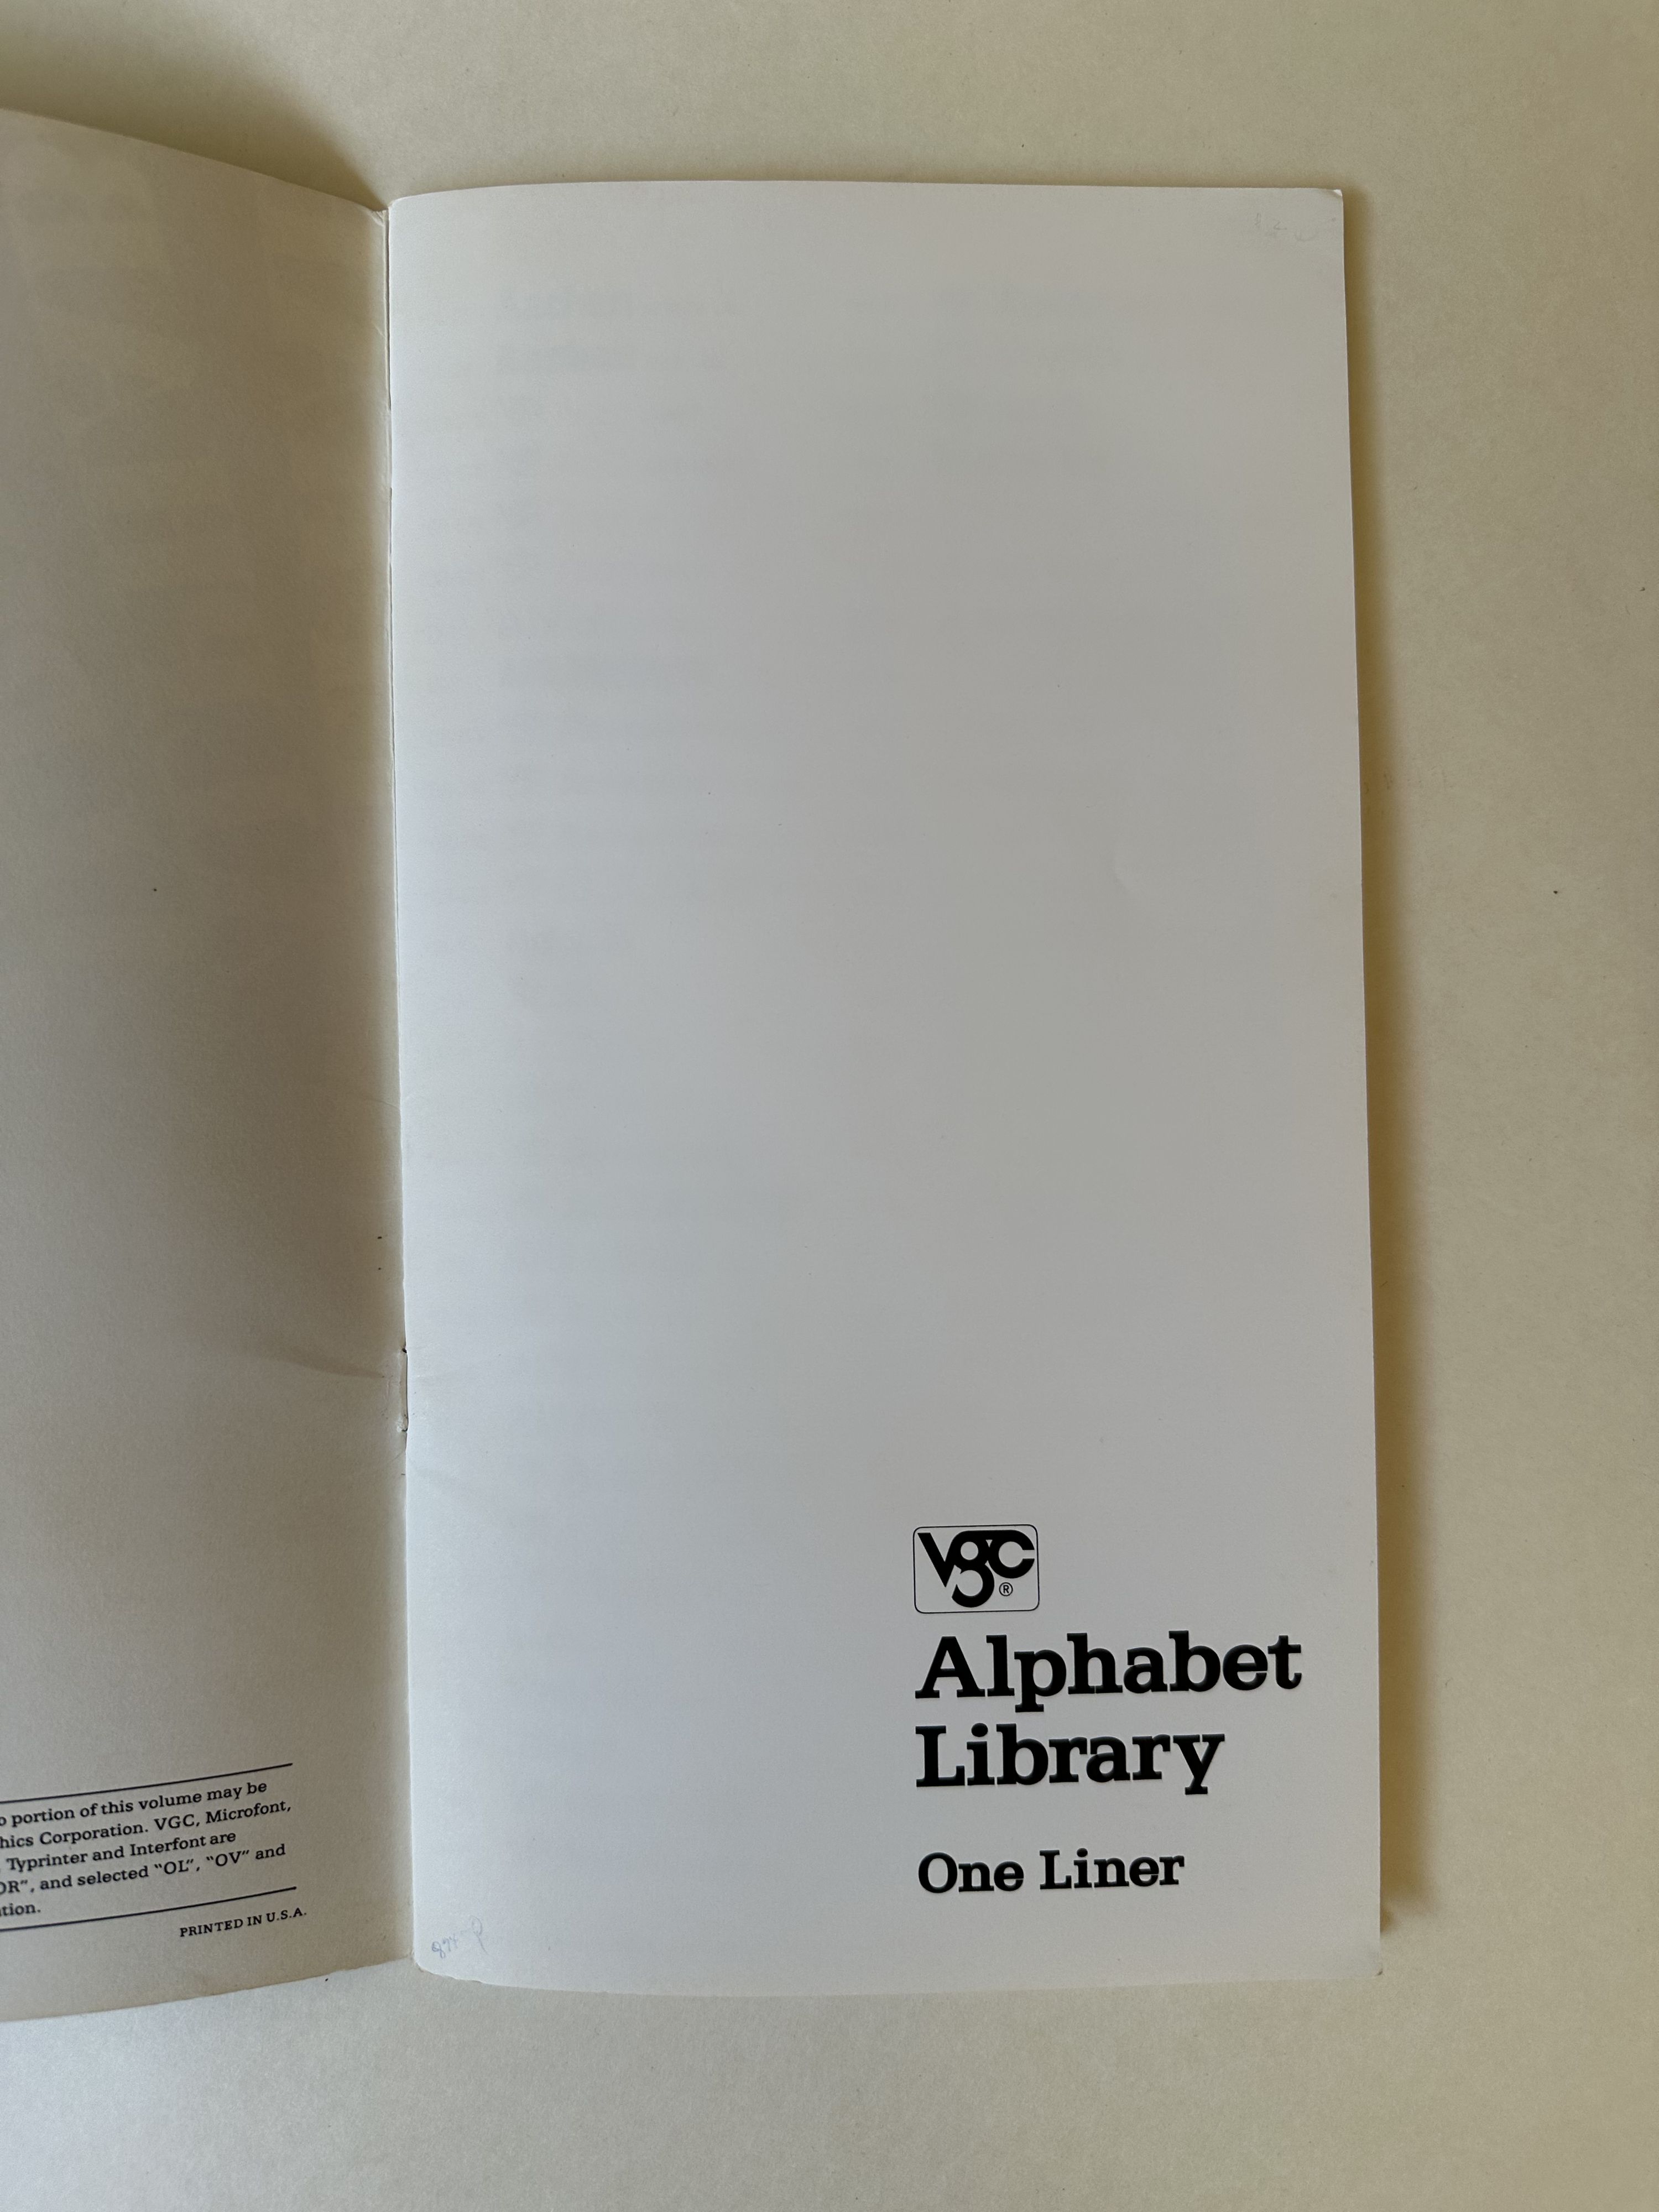 o portion of this volume may be
hics Corporation. VGC, Microfont,
Typrinter and Interfont are
OR", and selected "OL", "OV" and
tion.
PRINTED IN U.S.A.
vgc®
Alphabet
Library
One Liner